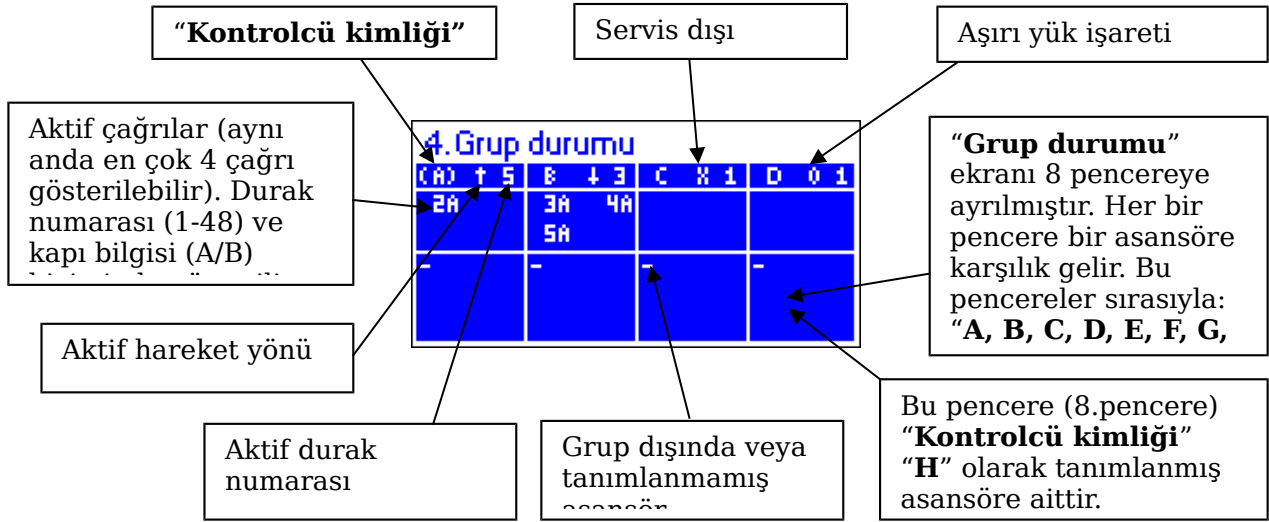 “Kontrolcü kimliği”
Servis dışı
Aşırı yük işareti
Aktif çağrılar (aynı
anda en çok 4 çağrı
gösterilebilir). Durak
numarası (1-48) ve
kapı bilgisi (A/B)
4. Grup durumu
(A) ↑ 5 B ↓ 3 C X 1 D 0 1
2A 3A 4A
5A
- - - -
“Grup durumu”
ekranı 8 pencereye
ayrılmıştır. Her bir
pencere bir asansöre
karşılık gelir. Bu
pencereler sırasıyla:
“A, B, C, D, E, F, G,
Aktif hareket yönü
Aktif durak
numarası
Grup dışında veya
tanımlanmamış
asansör
Bu pencere (8.pencere)
“Kontrolcü kimliği”
“H” olarak tanımlanmış
asansöre aittir.